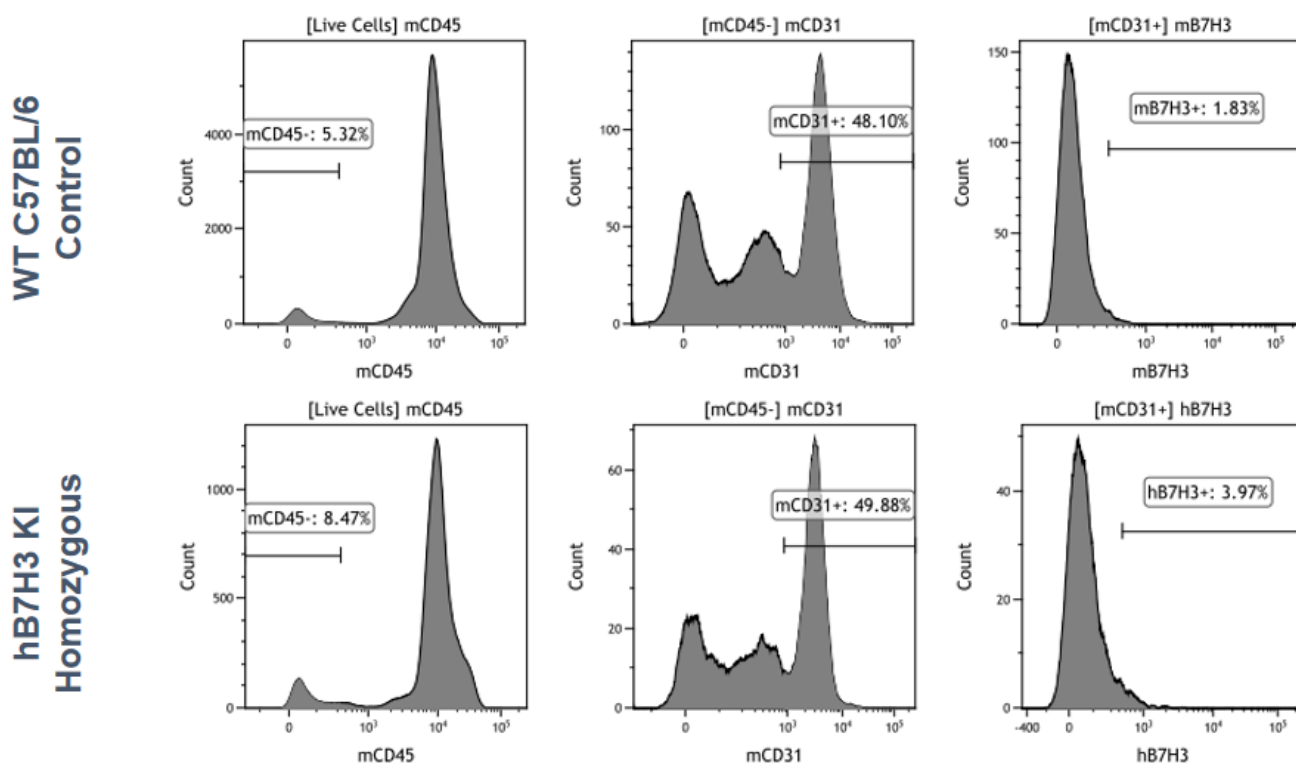 WT C57BL/6
Control
[Live Cells] mCD45
mCD45-: 5.32%
Count
4000
2000
0
0
10³
10⁴
10⁵
mCD45
[mCD45-] mCD31
mCD31+: 48.10%
Count
100
50
0
0
10³
10⁴
10⁵
mCD31
[mCD31+] mB7H3
mB7H3+: 1.83%
Count
150
100
50
0
0
10³
10⁴
10⁵
mB7H3
hB7H3 KI
Homozygous
[Live Cells] mCD45
mCD45-: 8.47%
Count
1000
500
0
0
10³
10⁴
10⁵
mCD45
[mCD45-] mCD31
mCD31+: 49.88%
Count
60
40
20
0
0
10³
10⁴
10⁵
mCD31
[mCD31+] hB7H3
hB7H3+: 3.97%
Count
40
20
0
-400
0
10³
10⁴
10⁵
hB7H3